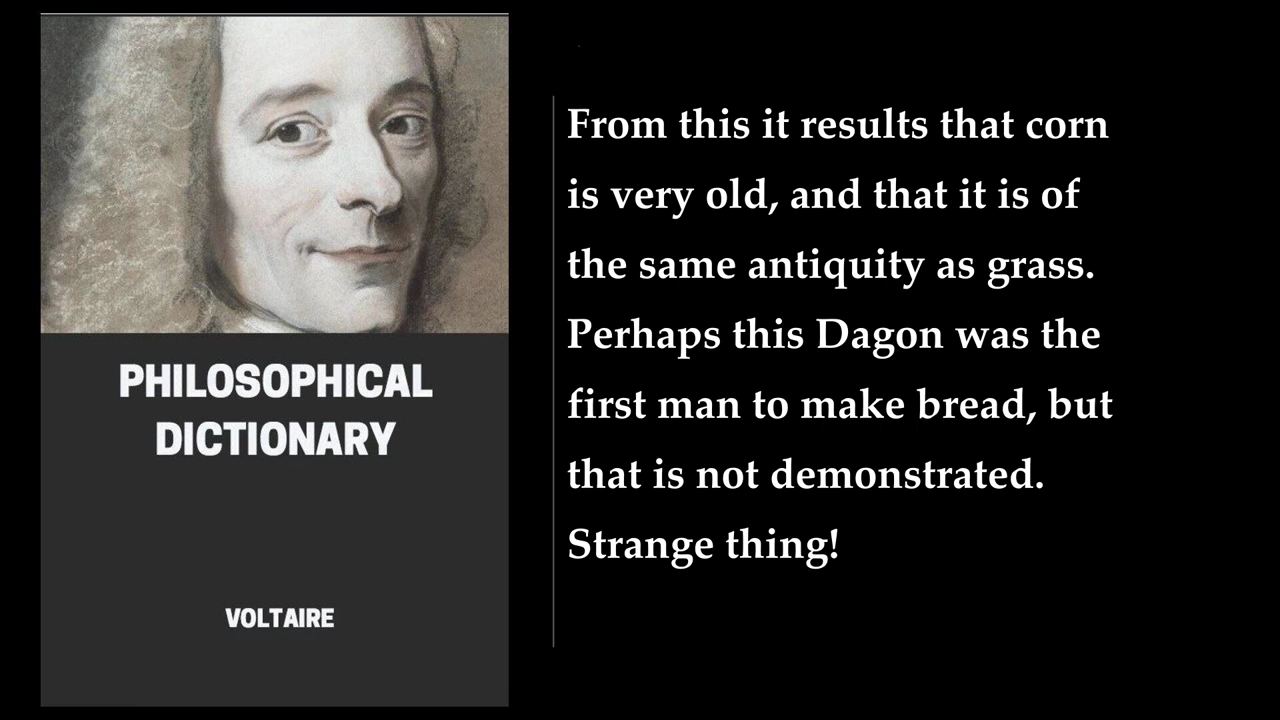 PHILOSOPHICAL
DICTIONARY
VOLTAIRE
From this it results that corn
is very old, and that it is of
the same antiquity as grass.
Perhaps this Dagon was the
first man to make bread, but
that is not demonstrated.
Strange thing!